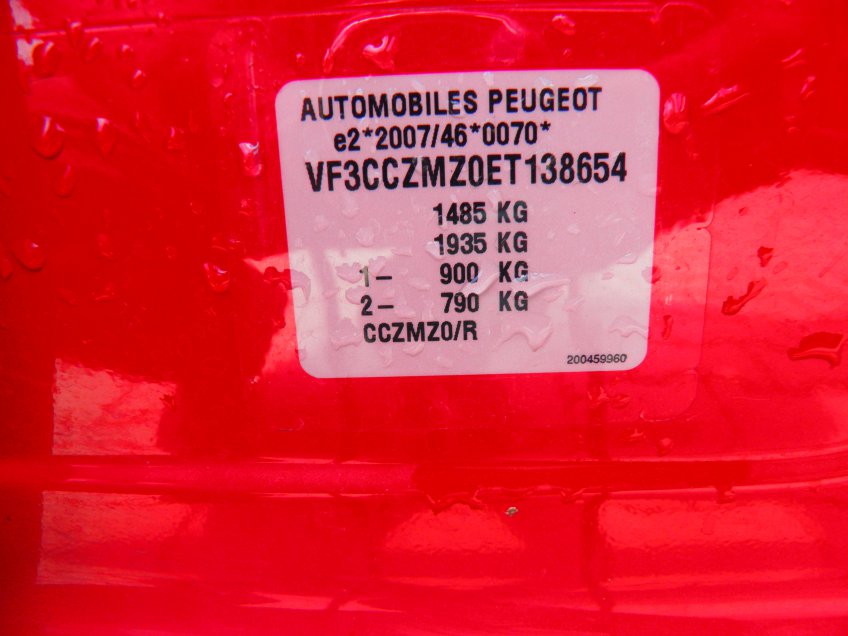 AUTOMOBILES PEUGEOT
e2*2007/46*0070*
VF3CCZMZ0ET138654
1485 KG
1935 KG
1– 900 KG
2– 790 KG
CCZMZ0/R
200459960